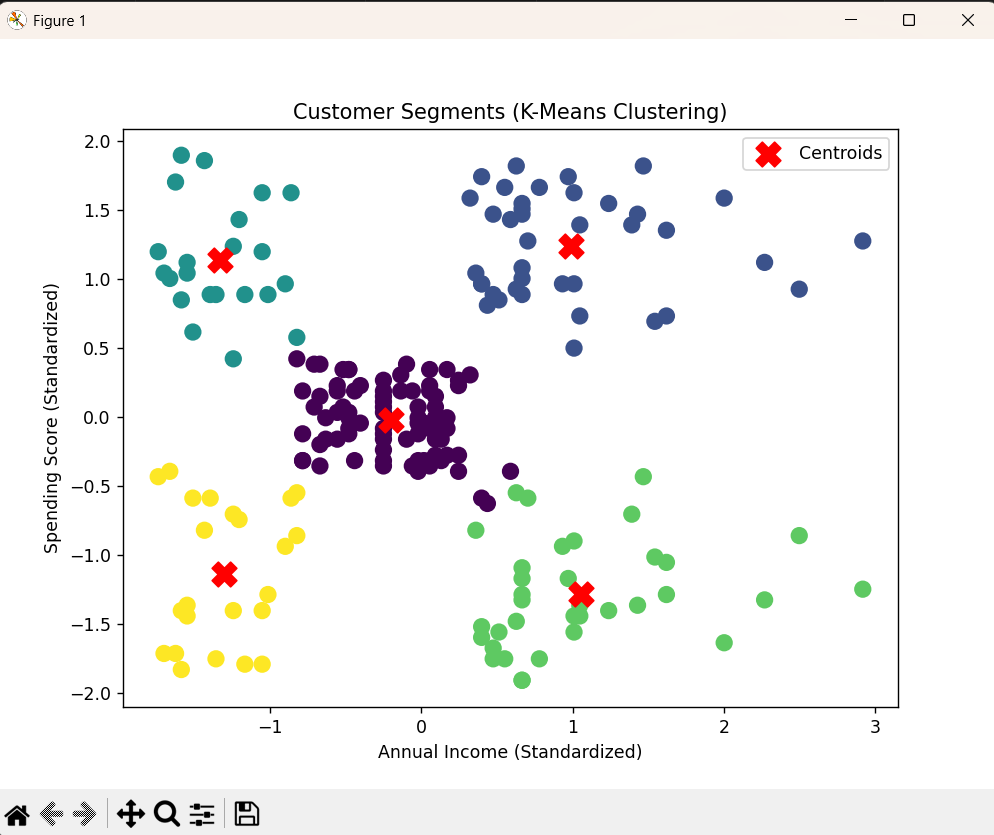 Figure 1
Customer Segments (K-Means Clustering)
Centroids
Spending Score (Standardized)
2.0
1.5
1.0
0.5
0.0
−0.5
−1.0
−1.5
−2.0
−1 0 1 2 3
Annual Income (Standardized)